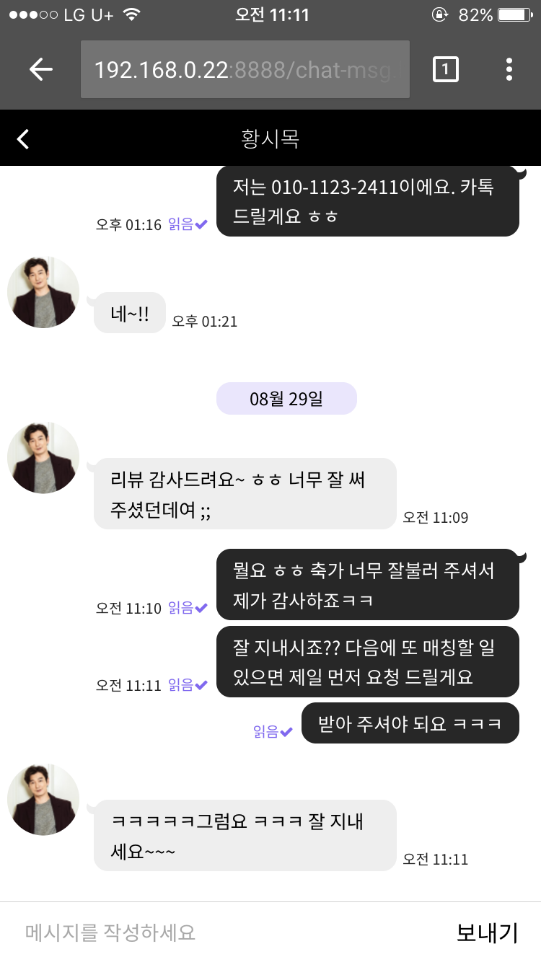 LG U+ 오전 11:11 82%
192.168.0.22:8888/chat-msg 1
황시목
저는 010-1123-2411이에요. 카톡
드릴게요 ㅎㅎ
오후 01:16 읽음
네~!!
오후 01:21
08월 29일
리뷰 감사드려요~ ㅎㅎ 너무 잘 써
주셨던데여 ;;
오전 11:09
뭘요 ㅎㅎ 축가 너무 잘불러 주셔서
제가 감사하죠ㅋㅋ
오전 11:10 읽음
잘 지내시죠?? 다음에 또 매칭할 일
있으면 제일 먼저 요청 드릴게요
오전 11:11 읽음
받아 주셔야 되요 ㅋㅋㅋ
읽음
ㅋㅋㅋㅋㅋ그럼요 ㅋㅋㅋ 잘 지내
세요~~~
오전 11:11
메시지를 작성하세요 보내기